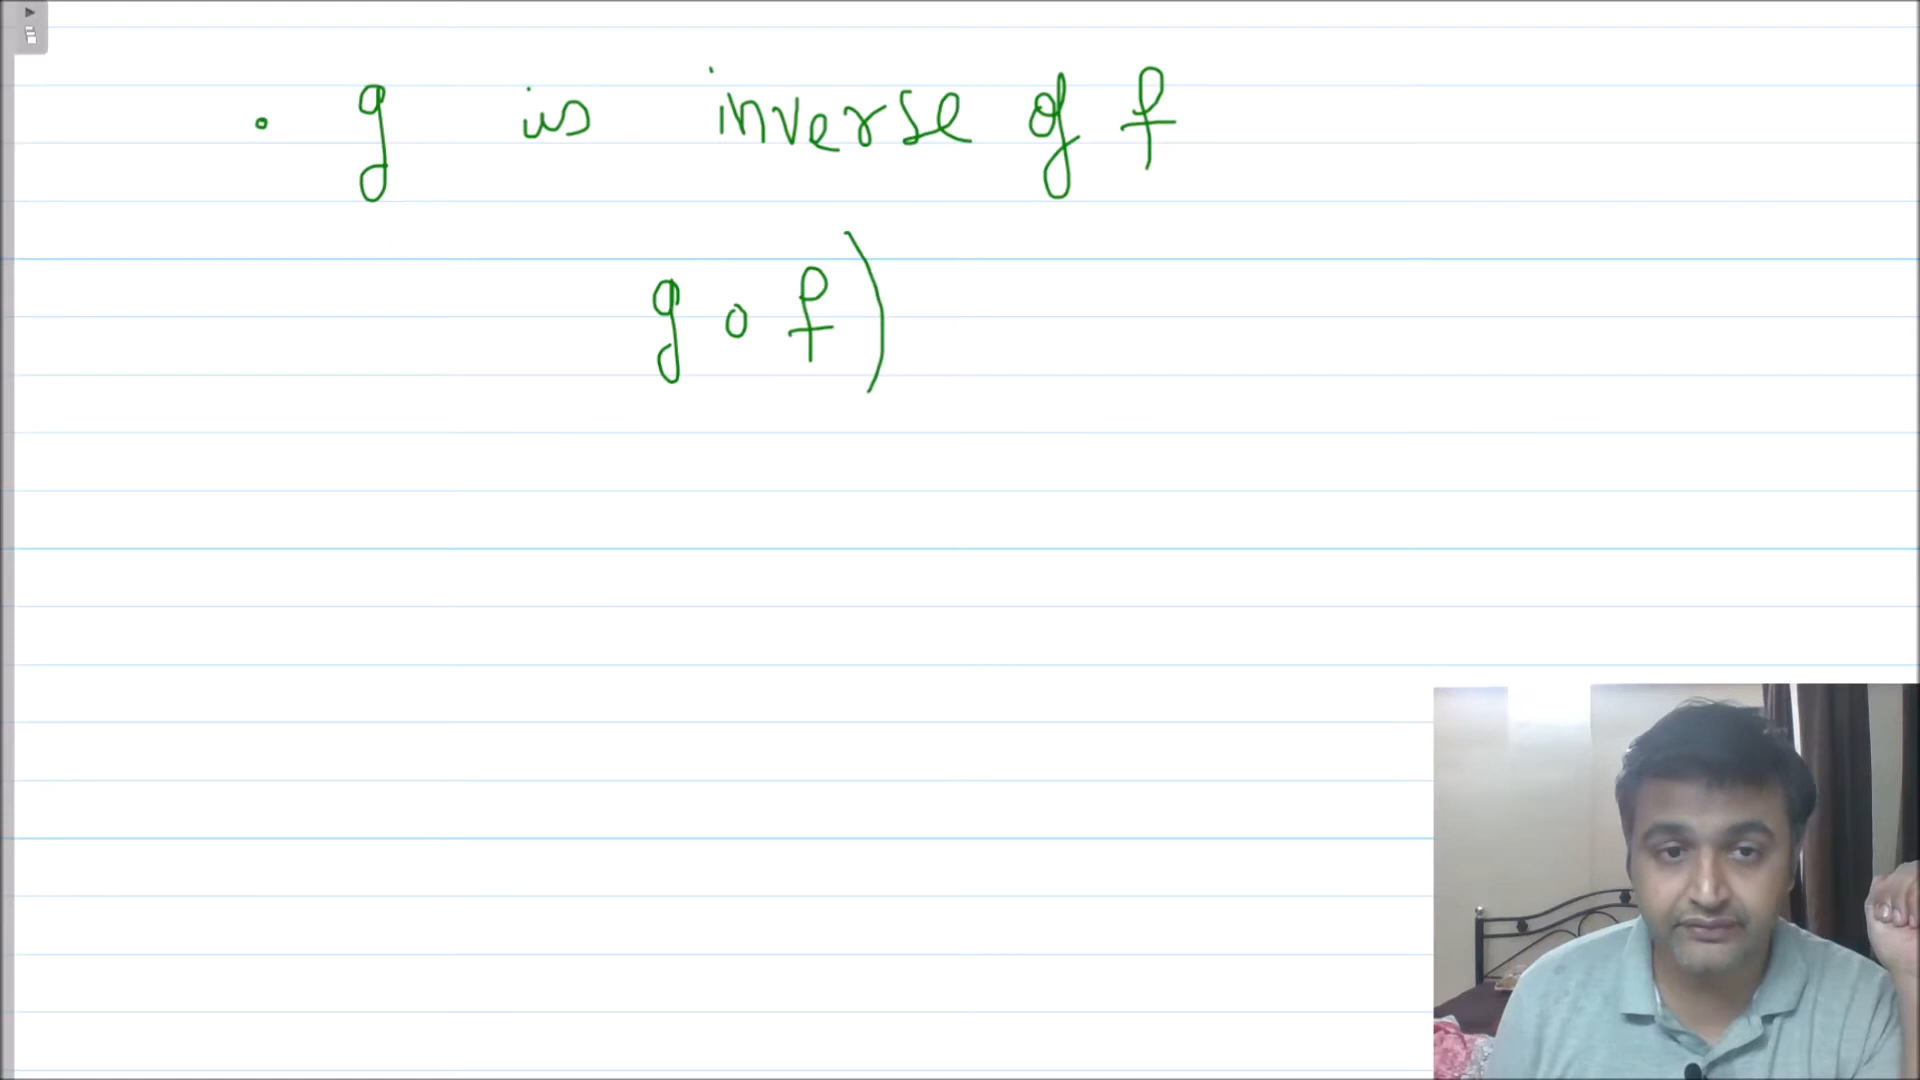 . g is inverse of f
g o f )